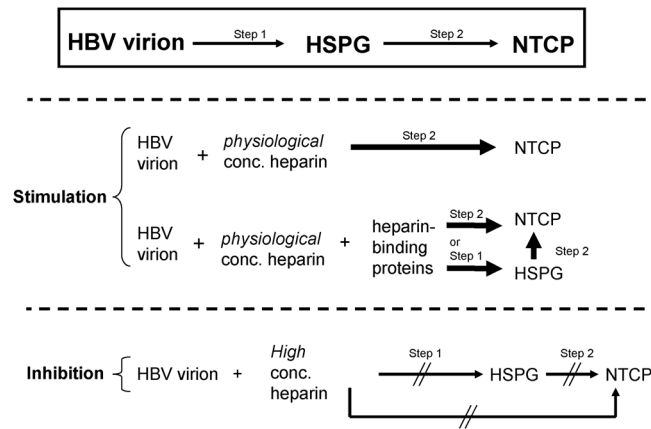 HBV virion Step 1 HSPG Step 2 NTCP
Stimulation
HBV virion + physiological conc. heparin Step 2 NTCP
HBV virion + physiological conc. heparin + heparin-binding proteins Step 2 or Step 1 NTCP Step 2 HSPG
Inhibition
HBV virion + High conc. heparin Step 1 HSPG Step 2 NTCP